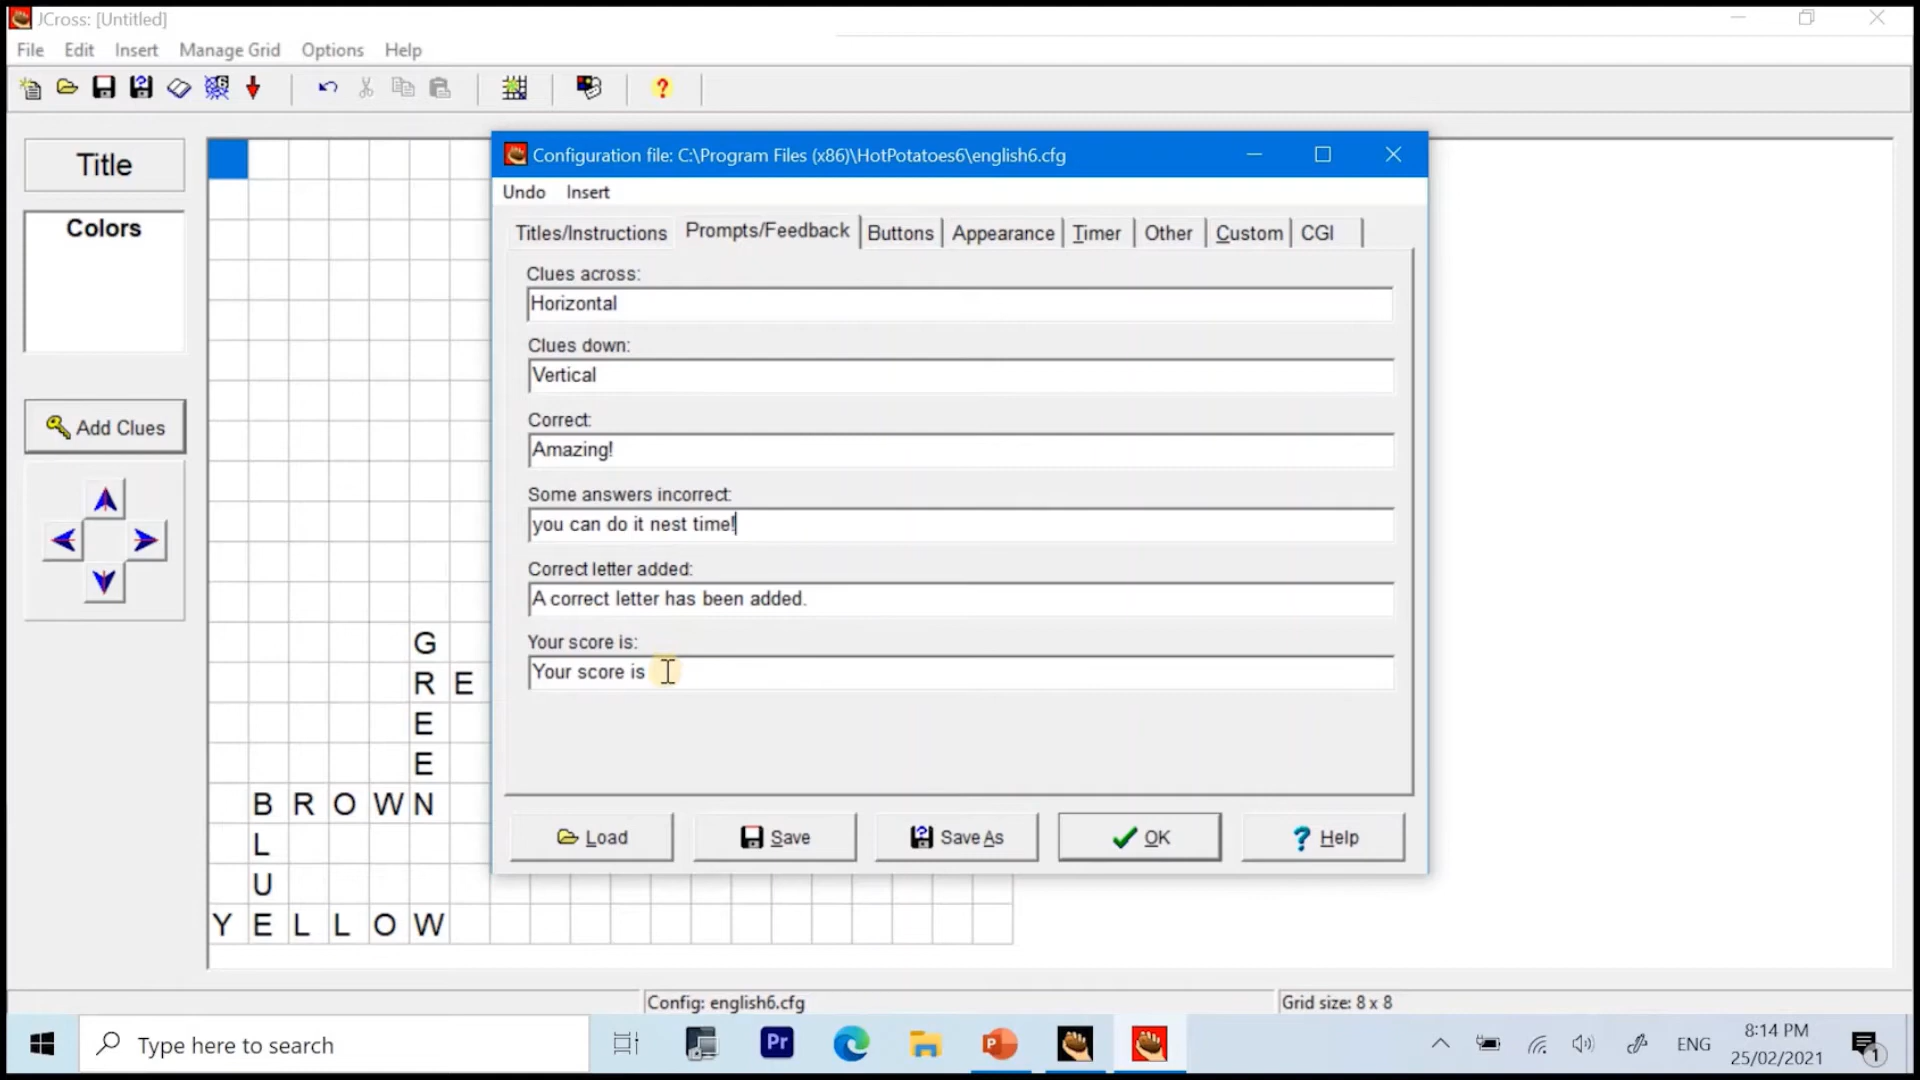 JCross: [Untitled]
File Edit Insert Manage Grid Options Help
Title
Colors
Add Clues
Configuration file: C:\Program Files (x86)\HotPotatoes6\english6.cfg
Undo Insert
Titles/Instructions Prompts/Feedback Buttons Appearance Timer Other Custom CGI
Clues across:
Horizontal
Clues down:
Vertical
Correct:
Amazing!
Some answers incorrect:
you can do it nest time!
Correct letter added:
A correct letter has been added.
Your score is:
Your score is
Load Save Save As OK Help
G
R E
E
E
B R O W N
L
U
Y E L L O W
Config: english6.cfg
Grid size: 8 x 8
Type here to search
Pr
P
ENG
8:14 PM
25/02/2021
1